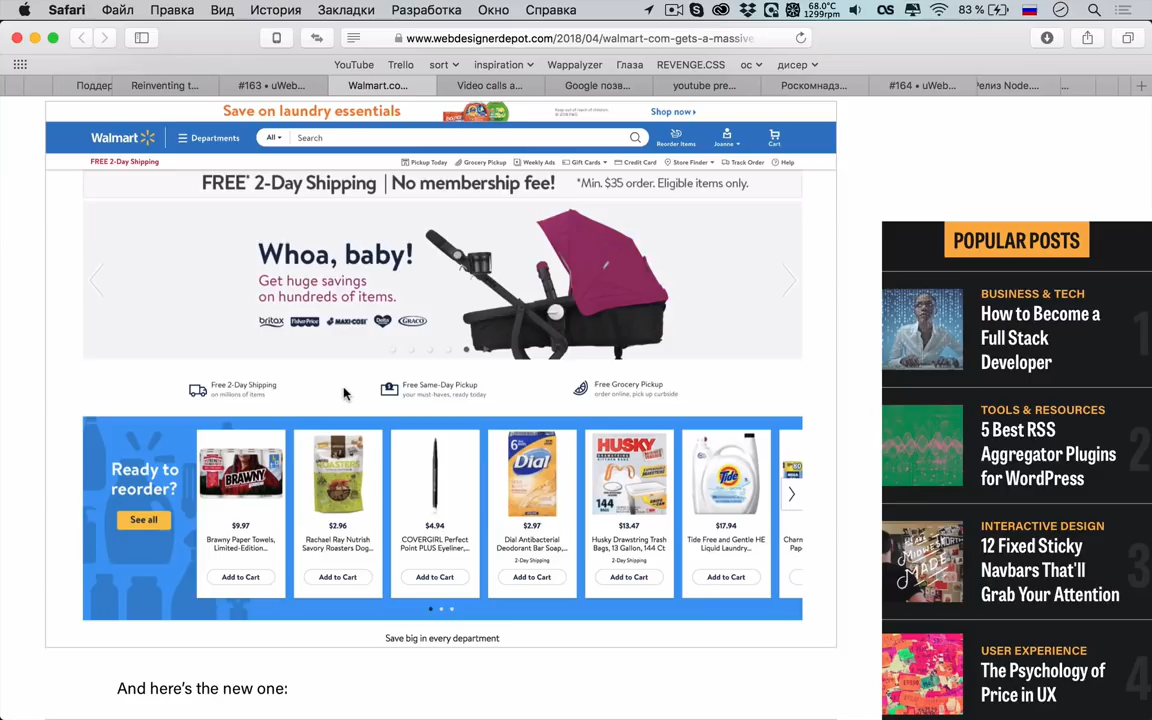 Safari Файл Правка Вид История Закладки Разработка Окно Справка
68.0°C
1299rpm
83 %
www.webdesignerdepot.com/2018/04/walmart-com-gets-a-massive
YouTube Trello sort inspiration Wappalyzer Глаза REVENGE.CSS ос дисер
Поддер Reinventing t... #163 • uWeb... Walmart.co... Video calls a... Google позв... youtube pre... Роскомнадз... #164 • uWeb... Релиз Node.... ...
Save on laundry essentials
Shop now
Walmart Departments All Search Reorder items Joanne Cart
FREE 2-Day Shipping Pickup Today Grocery Pickup Weekly Ads Gift Cards Credit Card Store Finder Track Order Help
FREE* 2-Day Shipping | No membership fee! *Min. $35 order. Eligible items only.
Whoa, baby!
Get huge savings
on hundreds of items.
britax Fisher-Price MAXI-COSI Delta GRACO
Free 2-Day Shipping
on millions of items
Free Same-Day Pickup
your must-haves, ready today
Free Grocery Pickup
order online, pick up curbside
Ready to
reorder?
See all
BRAWNY
6
Dial
HUSKY
144
Tide
$9.97 $2.96 $4.94 $2.97 $13.47 $17.94
Brawny Paper Towels,
Limited-Edition...
Rachael Ray Nutrish
Savory Roasters Dog...
COVERGIRL Perfect
Point PLUS Eyeliner,...
Dial Antibacterial
Deodorant Bar Soap,...
2-Day Shipping
Husky Drawstring Trash
Bags, 13 Gallon, 144 Ct
2-Day Shipping
Tide Free and Gentle HE
Liquid Laundry...
Charn
Pap
Add to Cart Add to Cart Add to Cart Add to Cart Add to Cart Add to Cart
Save big in every department
And here's the new one:
POPULAR POSTS
BUSINESS & TECH
How to Become a
Full Stack
Developer
1
TOOLS & RESOURCES
5 Best RSS
Aggregator Plugins
for WordPress
2
INTERACTIVE DESIGN
12 Fixed Sticky
Navbars That'll
Grab Your Attention
3
USER EXPERIENCE
The Psychology of
Price in UX
4